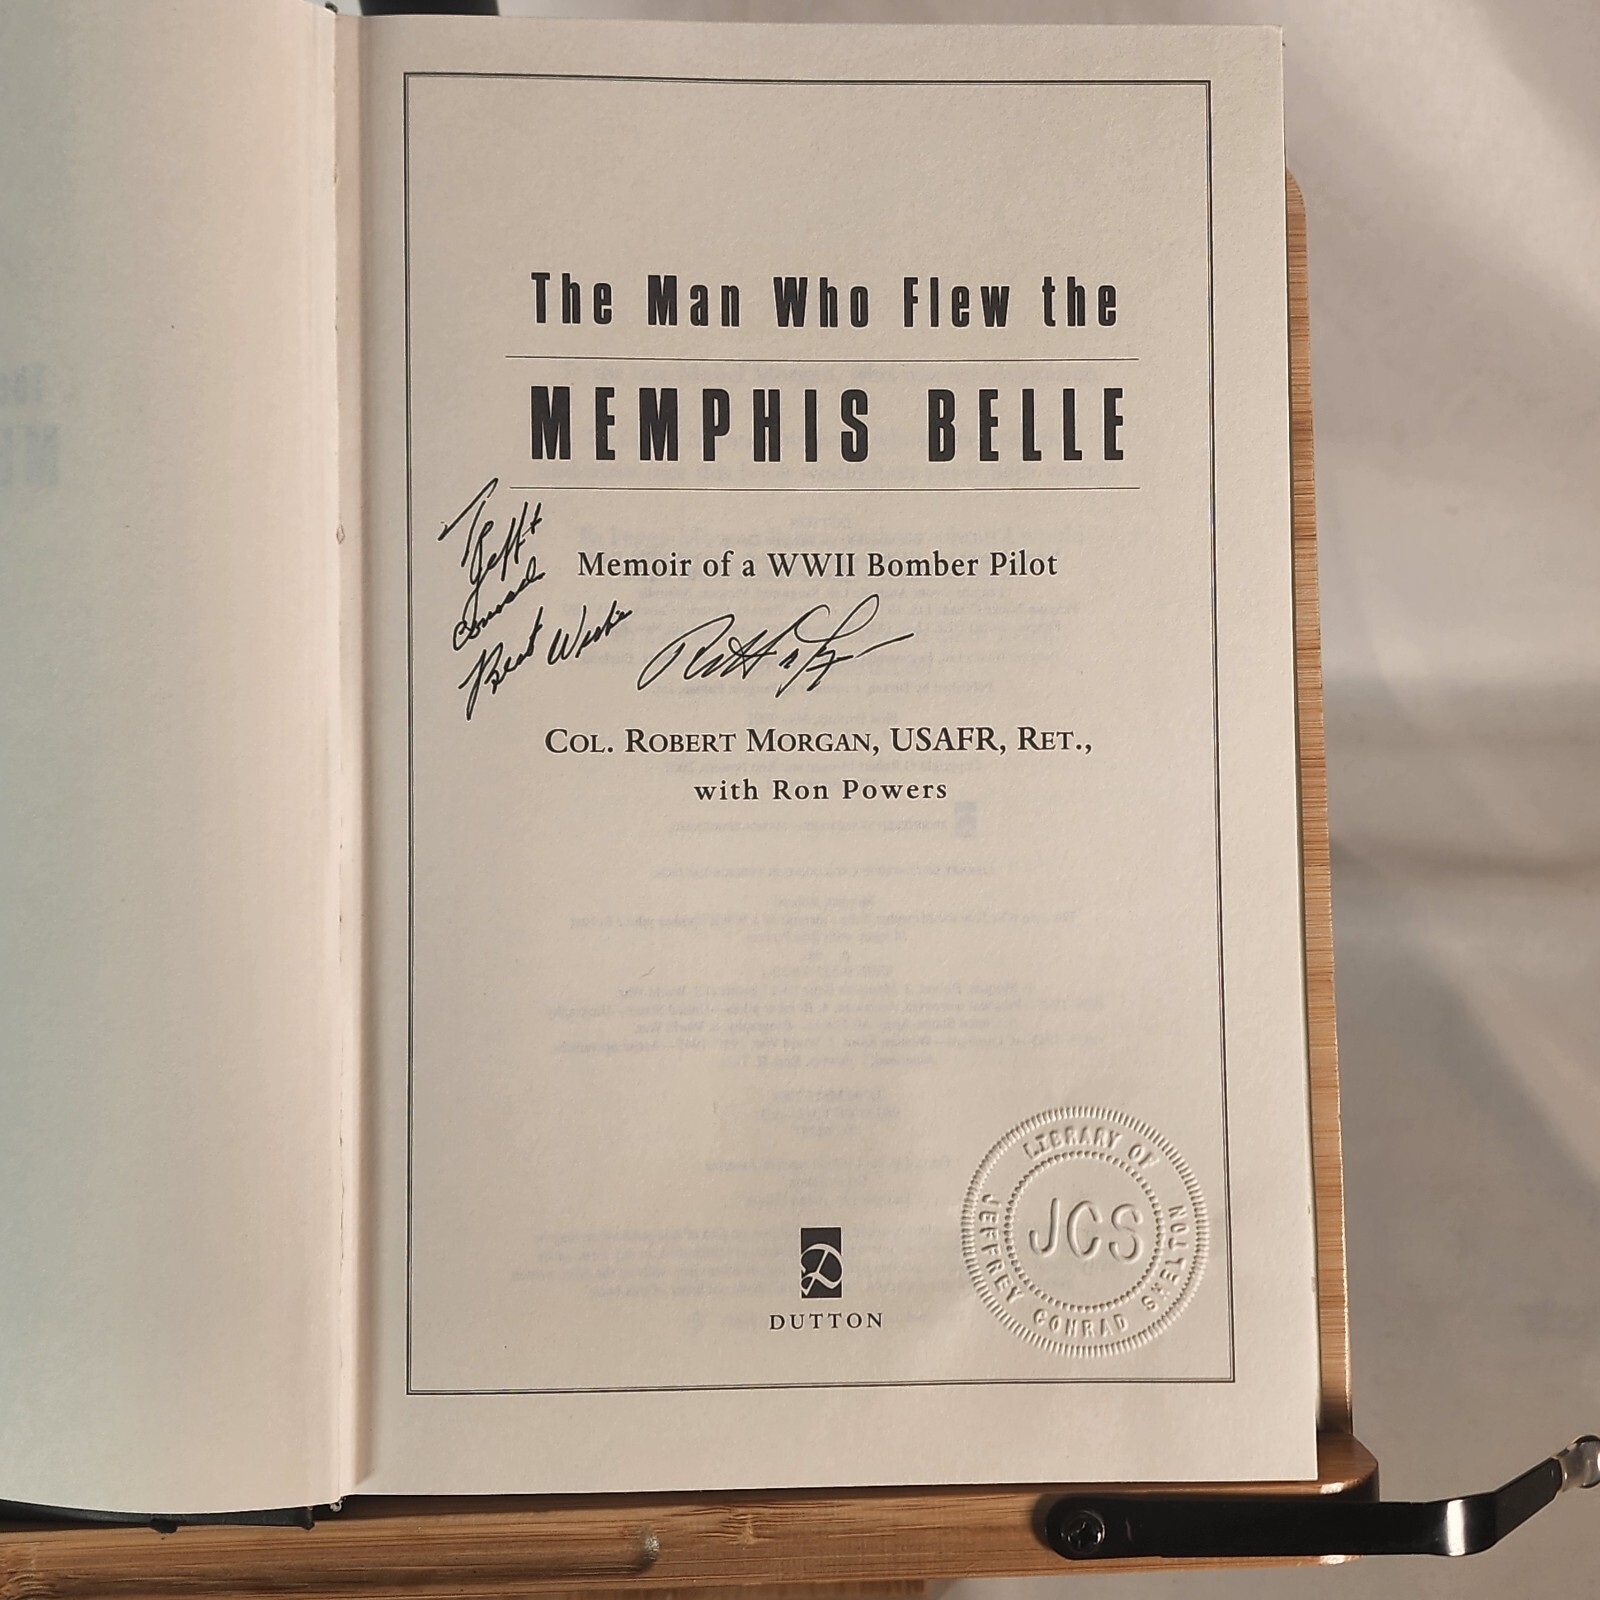 The Man Who Flew the
MEMPHIS BELLE
To
Jeff +
Conrad
Best Wishes
Memoir of a WWII Bomber Pilot
COL. ROBERT MORGAN, USAFR, RET.,
with Ron Powers
DUTTON
LIBRARY OF
JCS
JEFFREY CONRAD SHELTON